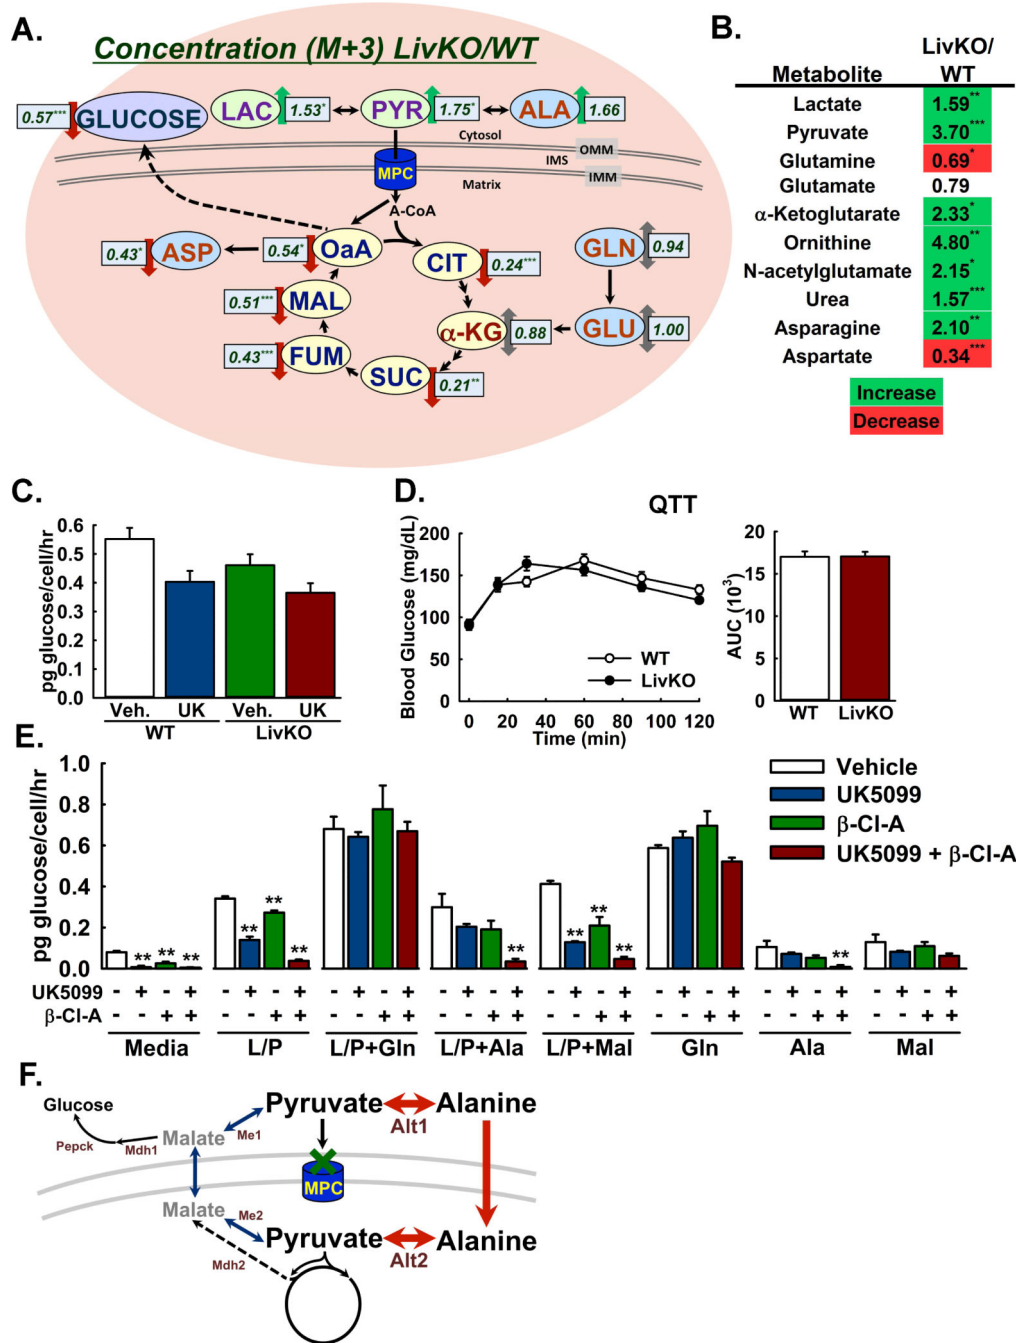 A.
Concentration (M+3) LivKO/WT
0.57***
GLUCOSE
LAC
1.53*
PYR
1.75*
ALA
1.66
Cytosol
OMM
IMS
MPC
IMM
Matrix
A-CoA
0.43*
ASP
0.54*
OaA
CIT
0.24***
GLN
0.94
0.51***
MAL
α-KG
0.88
GLU
1.00
0.43***
FUM
SUC
0.21**
B.
LivKO/
Metabolite WT
Lactate 1.59**
Pyruvate 3.70***
Glutamine 0.69*
Glutamate 0.79
α-Ketoglutarate 2.33*
Ornithine 4.80**
N-acetylglutamate 2.15*
Urea 1.57***
Asparagine 2.10**
Aspartate 0.34***
Increase
Decrease
C.
pg glucose/cell/hr
0.6
0.5
0.4
0.3
0.2
0.1
0.0
Veh. UK Veh. UK
WT LivKO
D.
QTT
Blood Glucose (mg/dL)
200
150
100
50
0
WT
LivKO
0 20 40 60 80 100 120
Time (min)
AUC (10³)
20
15
10
5
0
WT LivKO
E.
pg glucose/cell/hr
1.0
0.8
0.6
0.4
0.2
0.0
Vehicle
UK5099
β-Cl-A
UK5099 + β-Cl-A
** ** **
** ** **
**
** ** **
**
UK5099 - + - + - + - + - + - + - + - + - + - + - + - + - + - + - + - +
β-Cl-A - - + + - - + + - - + + - - + + - - + + - - + + - - + + - - + +
Media L/P L/P+Gln L/P+Ala L/P+Mal Gln Ala Mal
F.
Glucose
Pyruvate Alanine
Alt1
Me1
Malate
Mdh1
Pepck
MPC
Malate
Me2
Pyruvate Alanine
Alt2
Mdh2